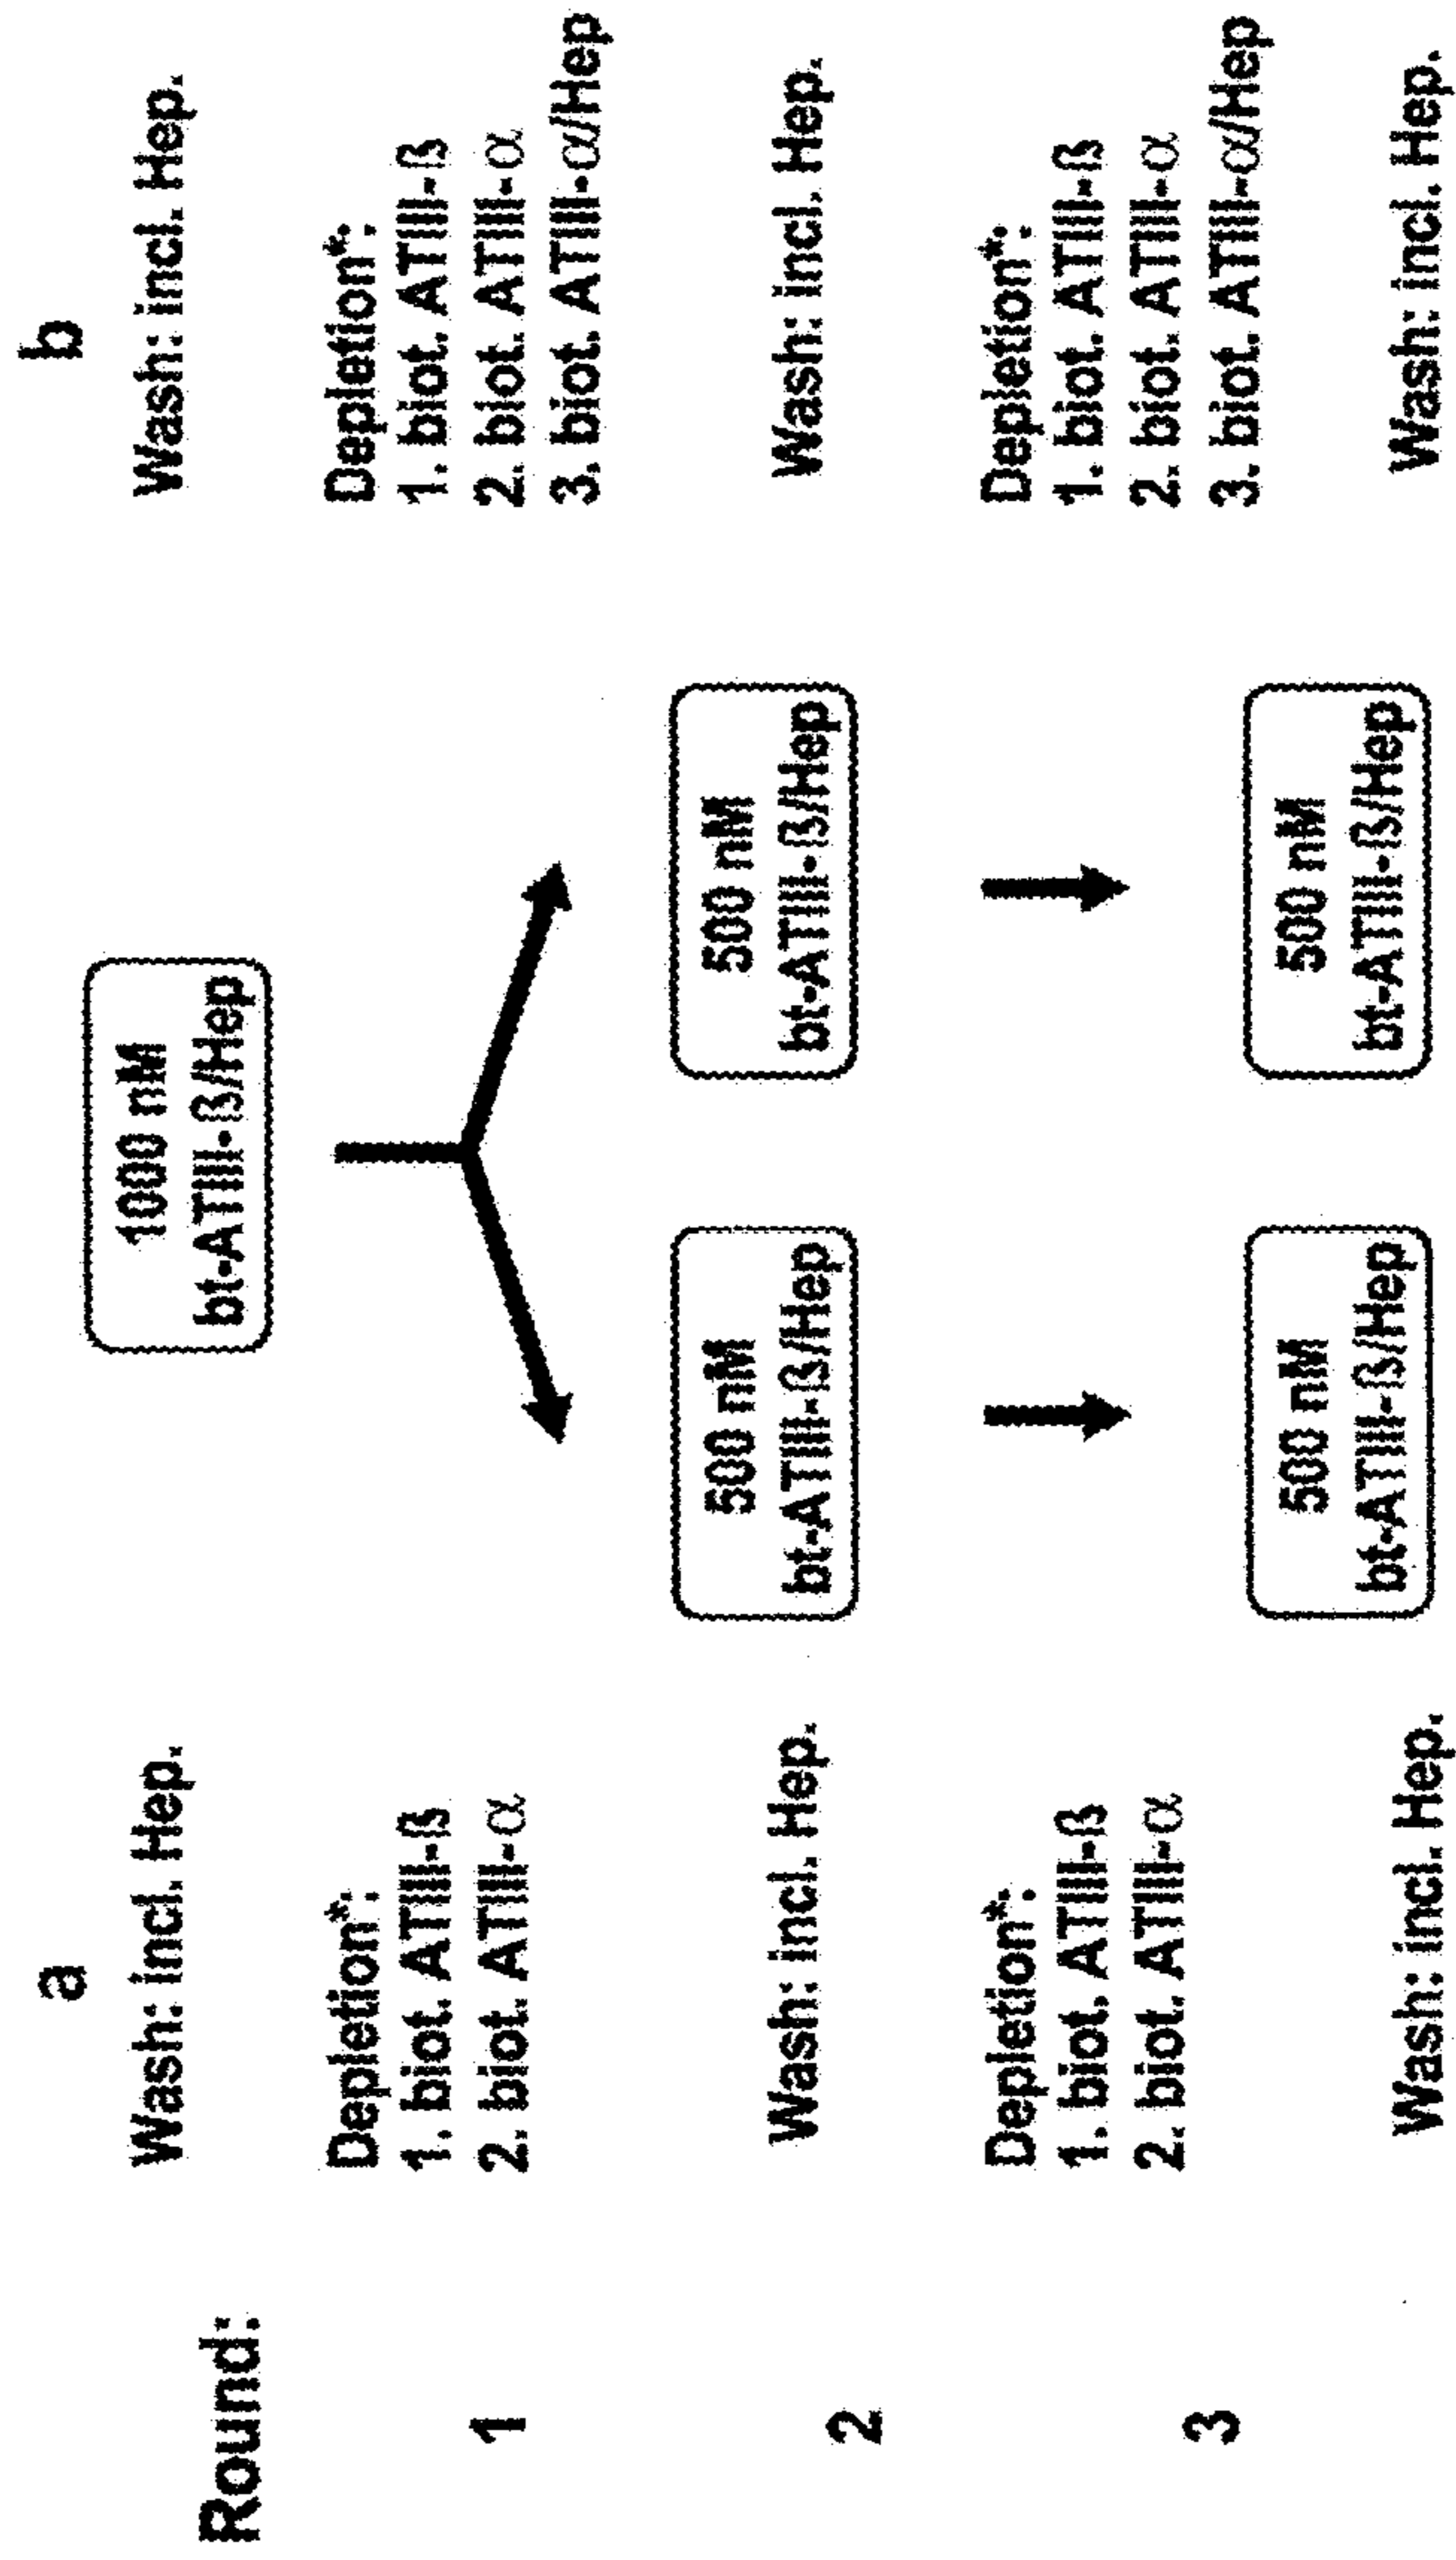 a
b
Round:
Wash: incl. Hep.
1000 nM
bt-ATIII-ß/Hep
Wash: incl. Hep.
1
Depletion*:
1. biot. ATIII-ß
2. biot. ATIII-α
Depletion*:
1. biot. ATIII-ß
2. biot. ATIII-α
3. biot. ATIII-α/Hep
2
Wash: incl. Hep.
500 nM
bt-ATIII-ß/Hep
500 nM
bt-ATIII-ß/Hep
Wash: incl. Hep.
Depletion*:
1. biot. ATIII-ß
2. biot. ATIII-α
Depletion*:
1. biot. ATIII-ß
2. biot. ATIII-α
3. biot. ATIII-α/Hep
3
Wash: incl. Hep.
500 nM
bt-ATIII-ß/Hep
500 nM
bt-ATIII-ß/Hep
Wash: incl. Hep.